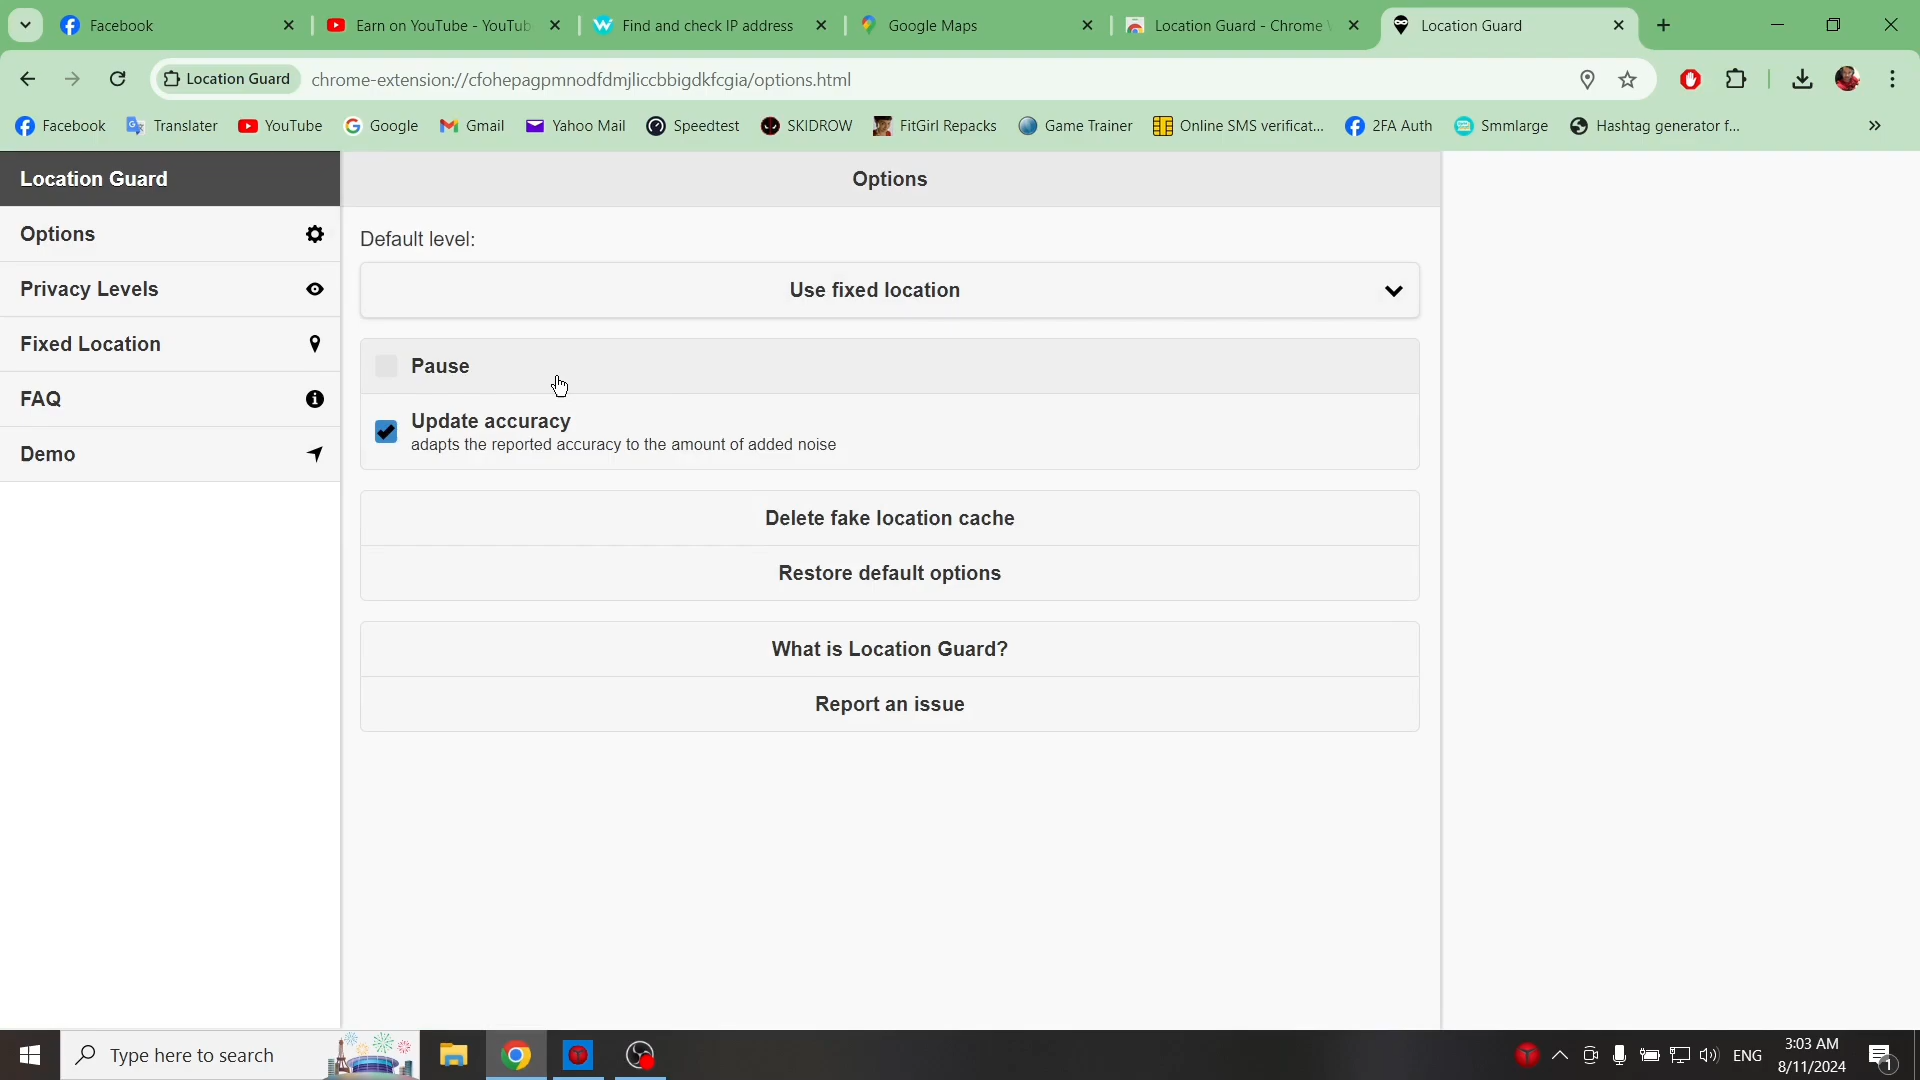 Facebook
Earn on YouTube - YouTub
Find and check IP address
Google Maps
Location Guard - Chrome
Location Guard
Location Guard
chrome-extension://cfohepagpmnodfdmjliccbbigdkfcgia/options.html
Facebook
Translater
YouTube
Google
Gmail
Yahoo Mail
Speedtest
SKIDROW
FitGirl Repacks
Game Trainer
Online SMS verificat...
2FA Auth
Smmlarge
Hashtag generator f...
Location Guard
Options
Privacy Levels
Fixed Location
FAQ
Demo
Options
Default level:
Use fixed location
Pause
Update accuracy
adapts the reported accuracy to the amount of added noise
Delete fake location cache
Restore default options
What is Location Guard?
Report an issue
Type here to search
ENG
3:03 AM
8/11/2024
1